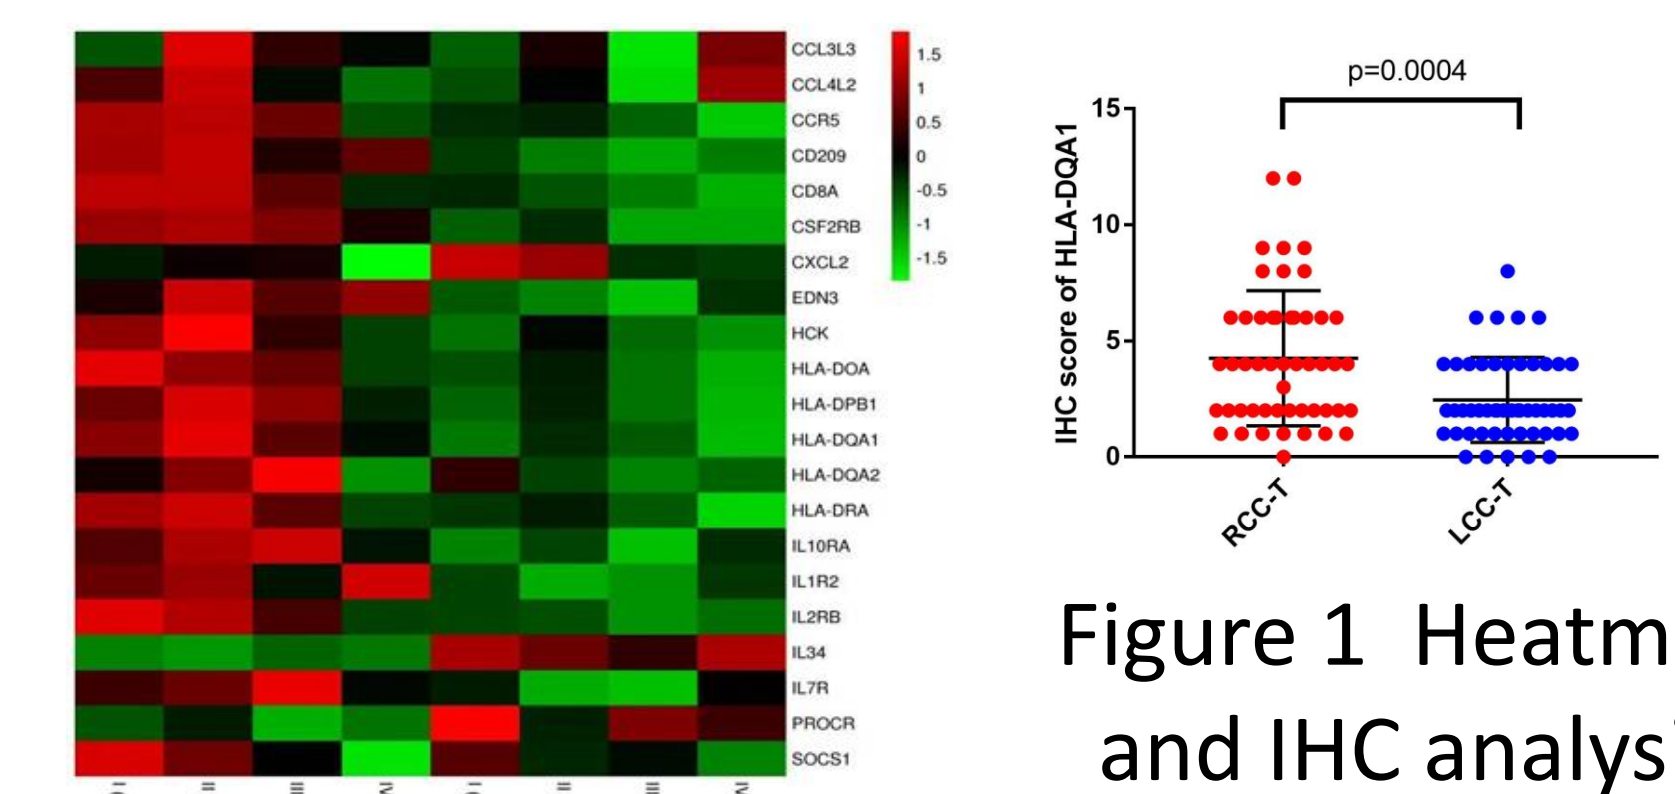 CCL3L3
CCL4L2
CCR5
CD209
CD8A
CSF2RB
CXCL2
EDN3
HCK
HLA-DOA
HLA-DPB1
HLA-DQA1
HLA-DQA2
HLA-DRA
IL10RA
IL1R2
IL2RB
IL34
IL7R
PROCR
SOCS1
1.5
1
0.5
0
-0.5
-1
-1.5
p=0.0004
IHC score of HLA-DQA1
15
10
5
0
RCC-T
LCC-T
Figure 1 Heatm
and IHC analys